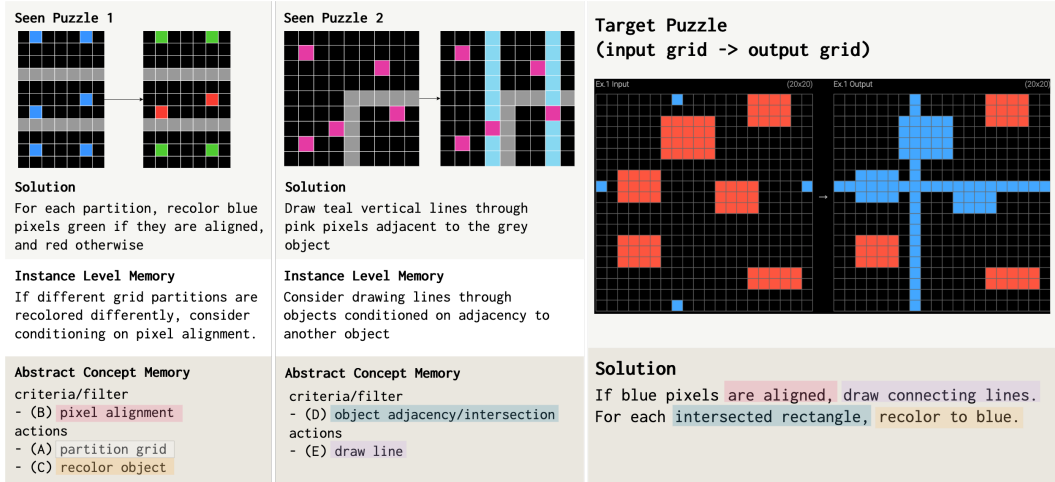 Seen Puzzle 1
Solution
For each partition, recolor blue
pixels green if they are aligned,
and red otherwise
Instance Level Memory
If different grid partitions are
recolored differently, consider
conditioning on pixel alignment.
Abstract Concept Memory
criteria/filter
- (B) pixel alignment
actions
- (A) partition grid
- (C) recolor object
Seen Puzzle 2
Solution
Draw teal vertical lines through
pink pixels adjacent to the grey
object
Instance Level Memory
Consider drawing lines through
objects conditioned on adjacency to
another object
Abstract Concept Memory
criteria/filter
- (D) object adjacency/intersection
actions
- (E) draw line
Target Puzzle
(input grid -> output grid)
Ex.1 Input (20x20) Ex.1 Output (20x20)
→
Solution
If blue pixels are aligned, draw connecting lines.
For each intersected rectangle, recolor to blue.